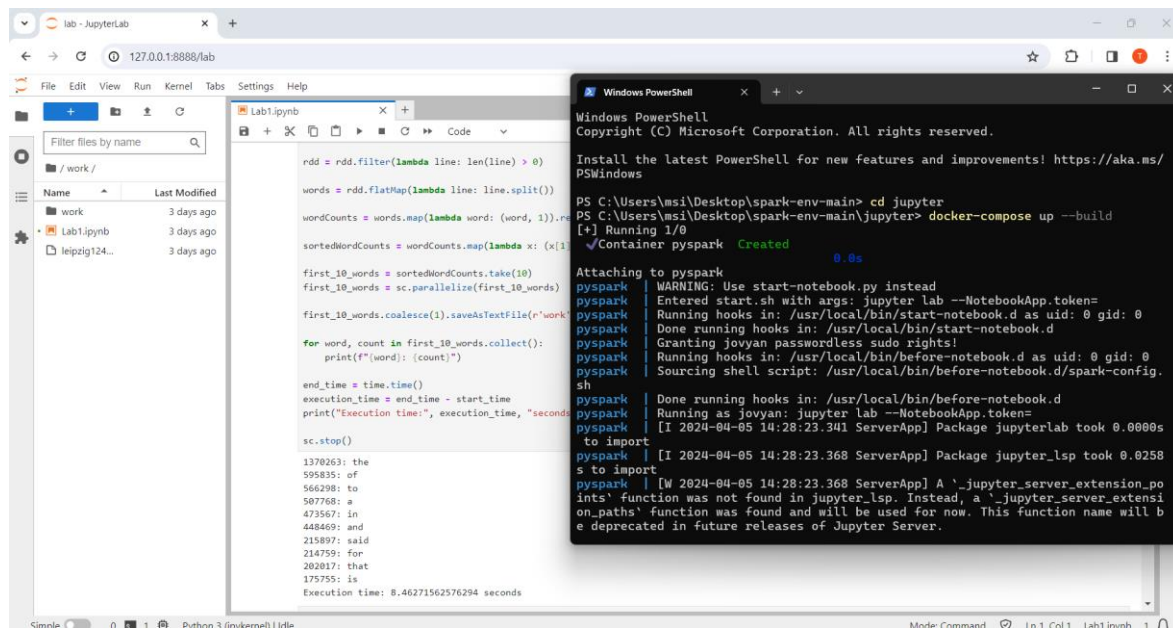 lab - JupyterLab
127.0.0.1:8888/lab
T
File Edit View Run Kernel Tabs Settings Help
Filter files by name
/ work /
Name Last Modified
work 3 days ago
Lab1.ipynb 3 days ago
leipzig124... 3 days ago
Lab1.ipynb
Code
rdd = rdd.filter(lambda line: len(line) > 0)
words = rdd.flatMap(lambda line: line.split())
wordCounts = words.map(lambda word: (word, 1)).re
sortedWordCounts = wordCounts.map(lambda x: (x[1]
first_10_words = sortedWordCounts.take(10)
first_10_words = sc.parallelize(first_10_words)
first_10_words.coalesce(1).saveAsTextFile(r'work'
for word, count in first_10_words.collect():
print(f"{word}: {count}")
end_time = time.time()
execution_time = end_time - start_time
print("Execution time:", execution_time, "seconds
sc.stop()
1370263: the
595835: of
566298: to
507768: a
473567: in
448469: and
215897: said
214759: for
202017: that
175755: is
Execution time: 8.46271562576294 seconds
Windows PowerShell
Windows PowerShell
Copyright (C) Microsoft Corporation. All rights reserved.
Install the latest PowerShell for new features and improvements! https://aka.ms/
PSWindows
PS C:\Users\msi\Desktop\spark-env-main> cd jupyter
PS C:\Users\msi\Desktop\spark-env-main\jupyter> docker-compose up --build
[+] Running 1/0
✓Container pyspark Created
0.0s
Attaching to pyspark
pyspark | WARNING: Use start-notebook.py instead
pyspark | Entered start.sh with args: jupyter lab --NotebookApp.token=
pyspark | Running hooks in: /usr/local/bin/start-notebook.d as uid: 0 gid: 0
pyspark | Done running hooks in: /usr/local/bin/start-notebook.d
pyspark | Granting jovyan passwordless sudo rights!
pyspark | Running hooks in: /usr/local/bin/before-notebook.d as uid: 0 gid: 0
pyspark | Sourcing shell script: /usr/local/bin/before-notebook.d/spark-config.
sh
pyspark | Done running hooks in: /usr/local/bin/before-notebook.d
pyspark | Running as jovyan: jupyter lab --NotebookApp.token=
pyspark | [I 2024-04-05 14:28:23.341 ServerApp] Package jupyterlab took 0.0000s
to import
pyspark | [I 2024-04-05 14:28:23.368 ServerApp] Package jupyter_lsp took 0.0258
s to import
pyspark | [W 2024-04-05 14:28:23.368 ServerApp] A `_jupyter_server_extension_po
ints` function was not found in jupyter_lsp. Instead, a `_jupyter_server_extensi
on_paths` function was found and will be used for now. This function name will b
e deprecated in future releases of Jupyter Server.
Simple 0 1 Python 3 (ipykernel) | Idle Mode: Command Ln 1, Col 1 Lab1.ipynb 1